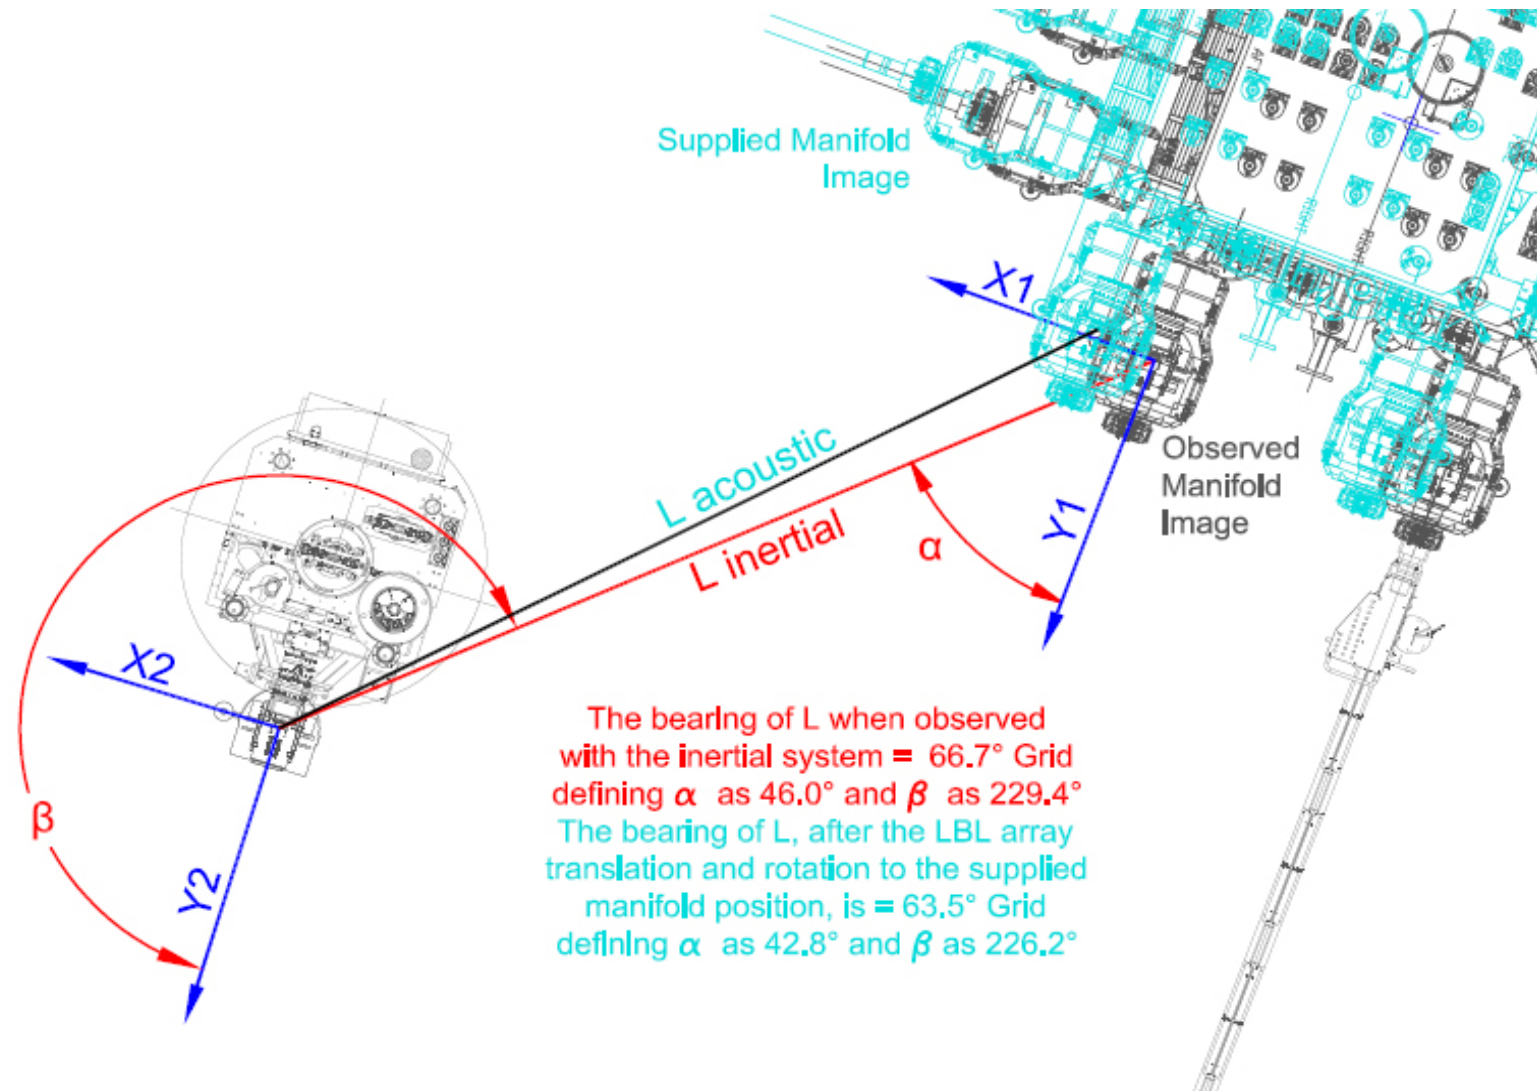 Supplied Manifold
Image
X1
L acoustic
L inertial
α
Y1
Observed
Manifold
Image
X2
β
Y2
The bearing of L when observed
with the inertial system = 66.7° Grid
defining α as 46.0° and β as 229.4°
The bearing of L, after the LBL array
translation and rotation to the supplied
manifold position, is = 63.5° Grid
defining α as 42.8° and β as 226.2°